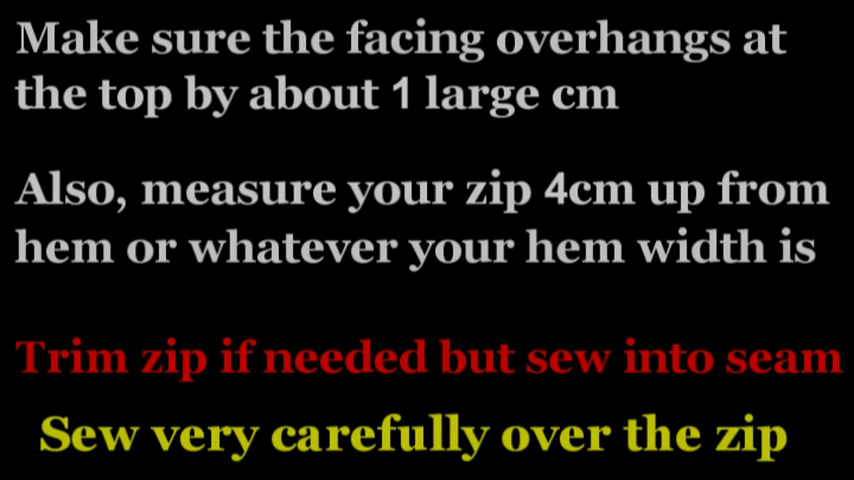 Make sure the facing overhangs at
the top by about 1 large cm
Also, measure your zip 4cm up from
hem or whatever your hem width is
Trim zip if needed but sew into seam
Sew very carefully over the zip